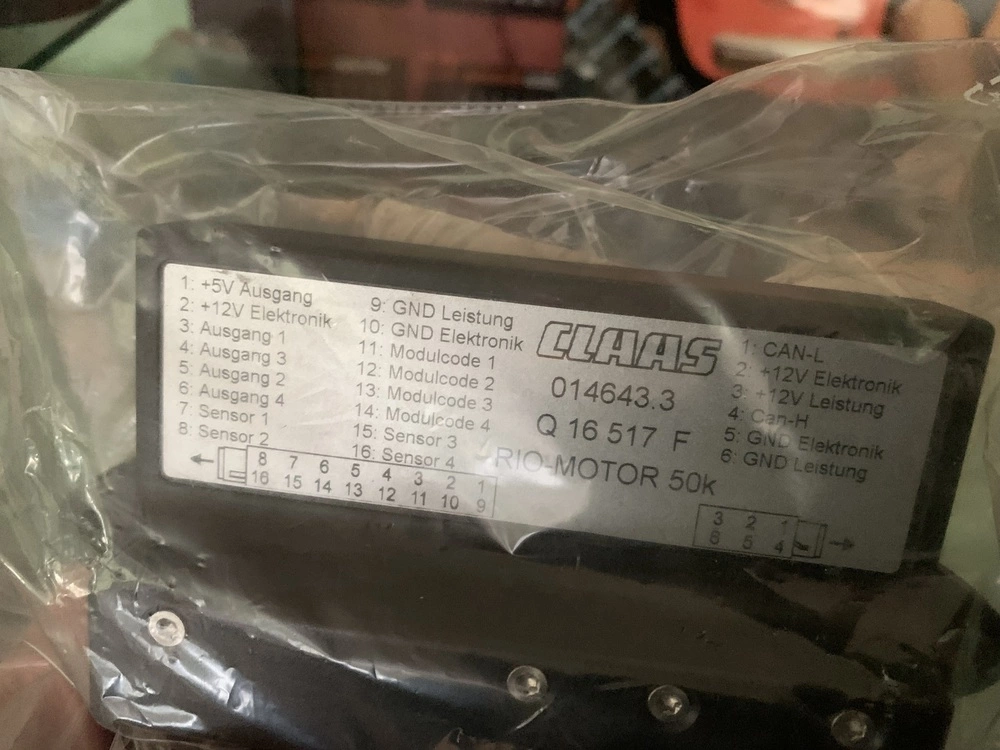 1: +5V Ausgang
2: +12V Elektronik
3: Ausgang 1
4: Ausgang 3
5: Ausgang 2
6: Ausgang 4
7: Sensor 1
8: Sensor 2
9: GND Leistung
10: GND Elektronik
11: Modulcode 1
12: Modulcode 2
13: Modulcode 3
14: Modulcode 4
15: Sensor 3
16: Sensor 4
8 7 6 5 4 3 2 1
16 15 14 13 12 11 10 9
CLAAS
014643.3
Q 16 517 F
RIO-MOTOR 50k
1: CAN-L
2: +12V Elektronik
3: +12V Leistung
4: Can-H
5: GND Elektronik
6: GND Leistung
3 2 1
6 5 4